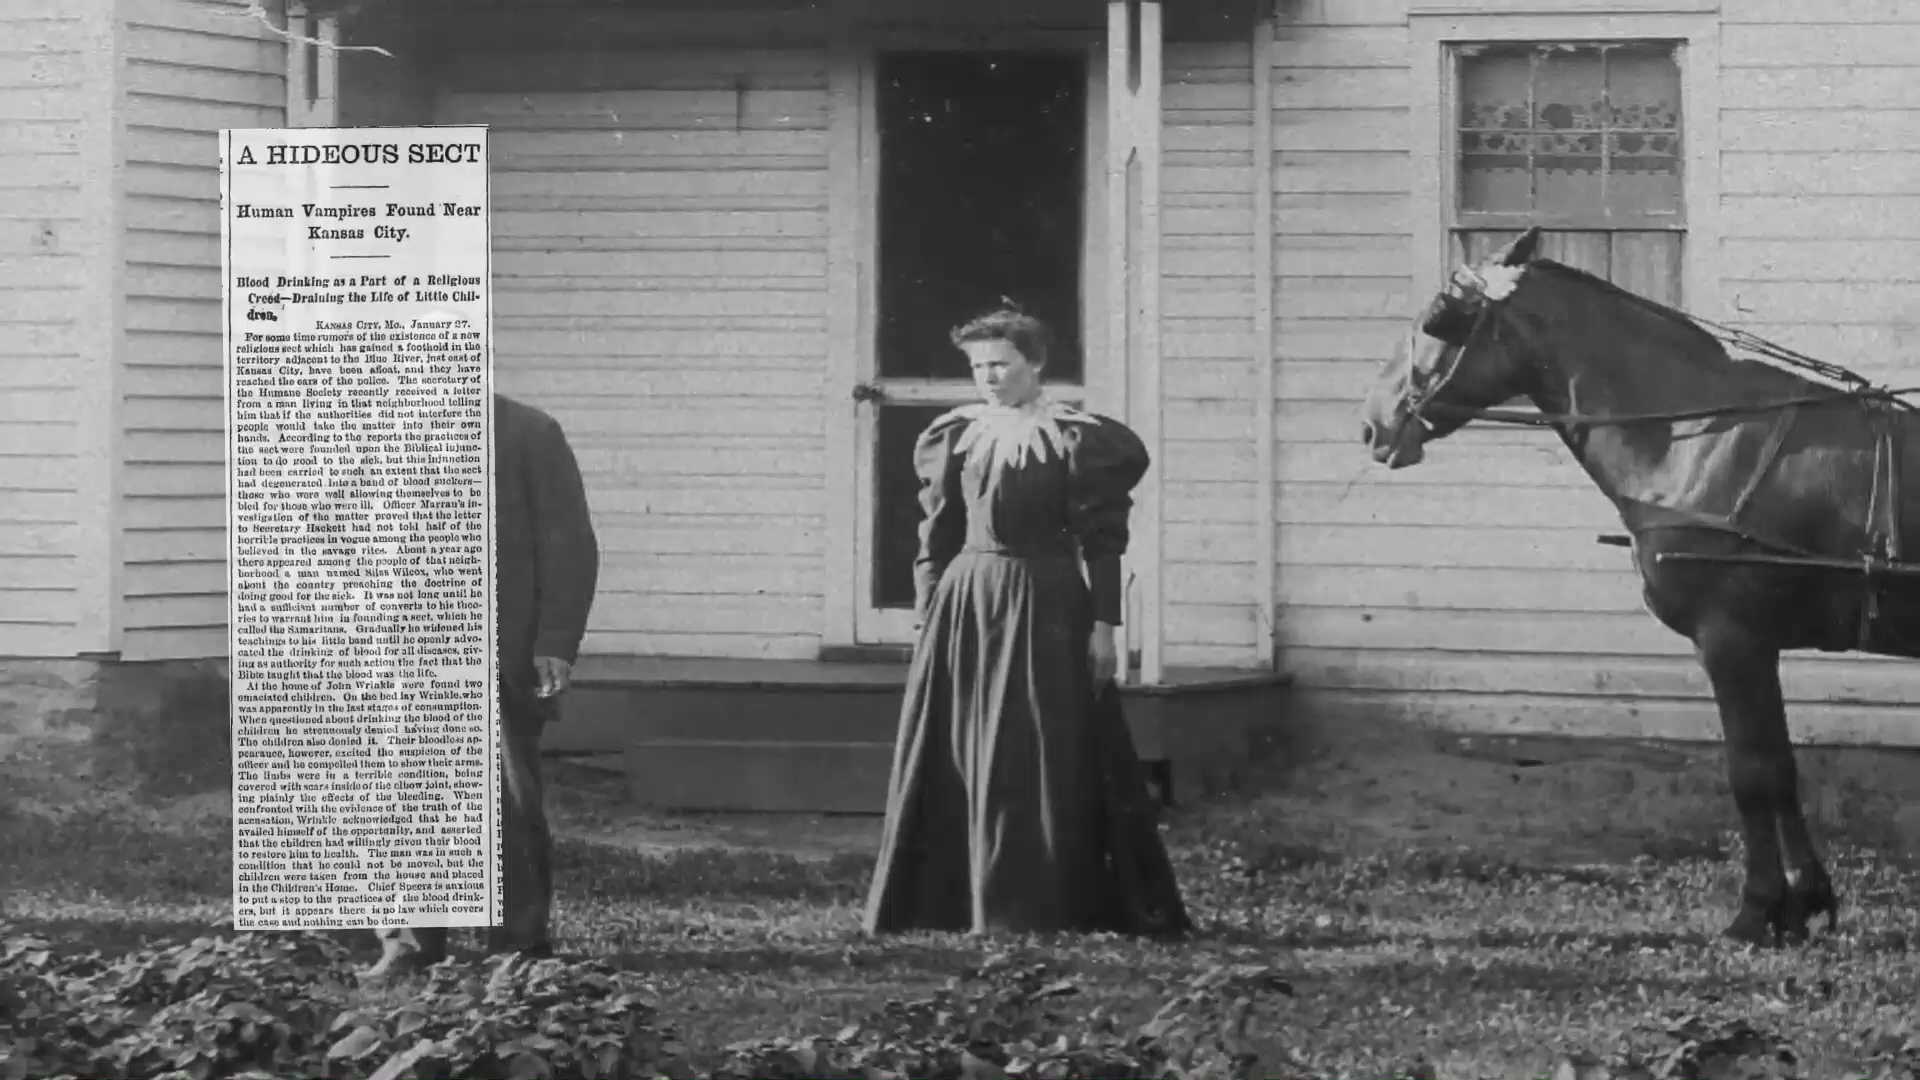 A HIDEOUS SECT
Human Vampires Found Near
Kansas City.
Blood Drinking as a Part of a Religious
Creed—Draining the Life of Little Chil-
dren.
KANSAS CITY, Mo., January 27.
For some time rumors of the existence of a new
religious sect which has gained a foothold in the
territory adjacent to the Blue River, just east of
Kansas City, have been afloat, and they have
reached the ears of the police. The secretary of
the Humane Society recently received a letter
from a man living in that neighborhood telling
him that if the authorities did not interfere the
people would take the matter into their own
hands. According to the reports the practices of
the sect were founded upon the Biblical injunc-
tion to do good to the sick, but this injunction
had been carried to such an extent that the sect
had degenerated into a band of blood suckers—
those who were well allowing themselves to be
bled for those who were ill. Officer Marran's in-
vestigation of the matter proved that the letter
to Secretary Hackett had not told half of the
horrible practices in vogue among the people who
believed in the savage rites. About a year ago
there appeared among the people of that neigh-
borhood a man named Silas Wilcox, who went
about the country preaching the doctrine of
doing good for the sick. It was not long until he
had a sufficient number of converts to his theo-
ries to warrant him in founding a sect, which he
called the Samaritans. Gradually he widened his
teachings to his little band until he openly advo-
cated the drinking of blood for all diseases, giv-
ing as authority for such action the fact that the
Bible taught that the blood was the life.
At the home of John Wrinkle were found two
emaciated children. On the bed lay Wrinkle, who
was apparently in the last stages of consumption.
When questioned about drinking the blood of the
children he strenuously denied having done so.
The children also denied it. Their bloodless ap-
pearance, however, excited the suspicion of the
officer and he compelled them to show their arms.
The limbs were in a terrible condition, being
covered with scars inside of the elbow joint, show-
ing plainly the effects of the bleeding. When
confronted with the evidence of the truth of the
accusation, Wrinkle acknowledged that he had
availed himself of the opportunity, and asserted
that the children had willingly given their blood
to restore him to health. The man was in such a
condition that he could not be moved, but the
children were taken from the house and placed
in the Children's Home. Chief Speers is anxious
to put a stop to the practices of the blood drink-
ers, but it appears there is no law which covers
the case and nothing can be done.